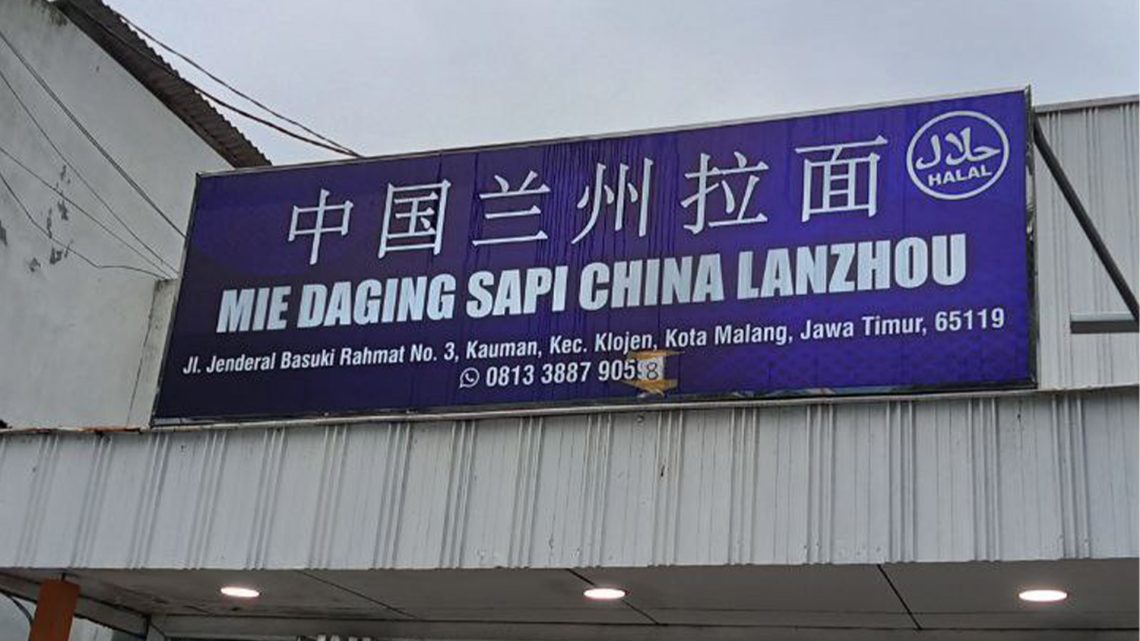 中国兰州拉面
حلال
HALAL
MIE DAGING SAPI CHINA LANZHOU
Jl. Jenderal Basuki Rahmat No. 3, Kauman, Kec. Klojen, Kota Malang, Jawa Timur, 65119
0813 3887 9058